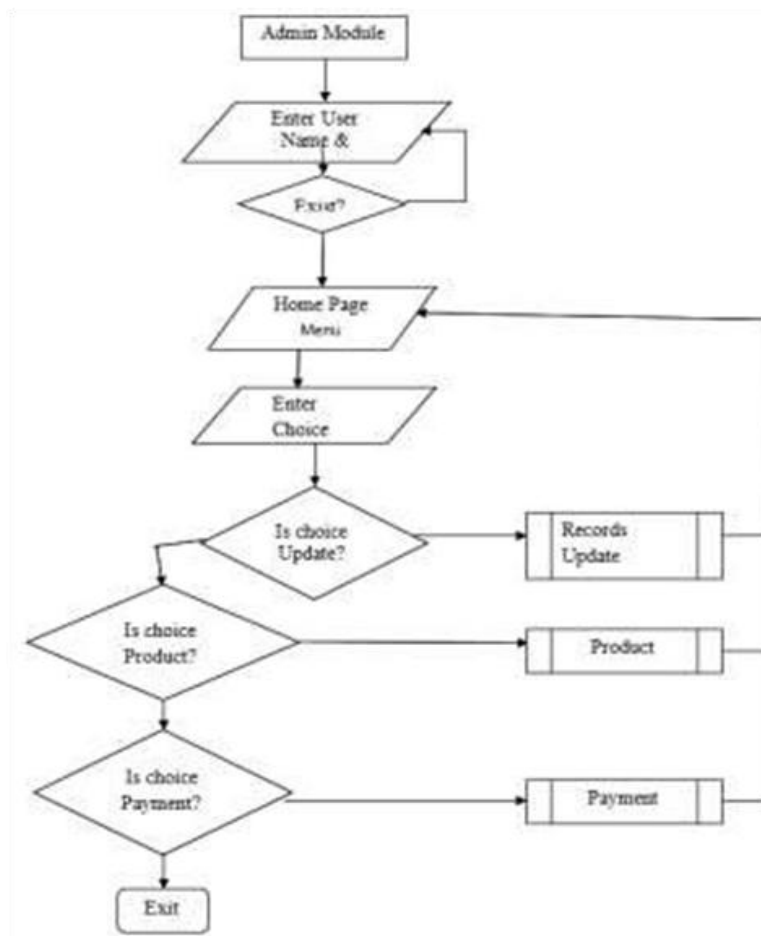 Admin Module
Enter User
Name &
Exist?
Home Page
Menu
Enter
Choice
Is choice
Update?
Records
Update
Is choice
Product?
Product
Is choice
Payment?
Payment
Exit